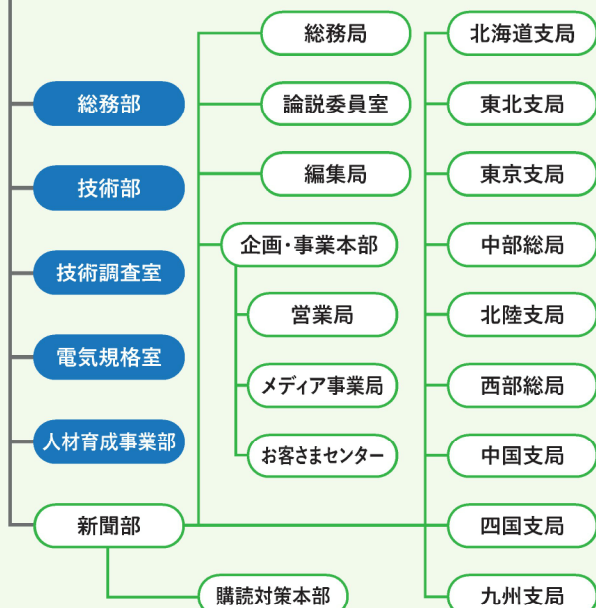 総務部
技術部
技術調査室
電気規格室
人材育成事業部
新聞部
購読対策本部
総務局
論説委員室
編集局
企画・事業本部
営業局
メディア事業局
お客さまセンター
北海道支局
東北支局
東京支局
中部総局
北陸支局
西部総局
中国支局
四国支局
九州支局